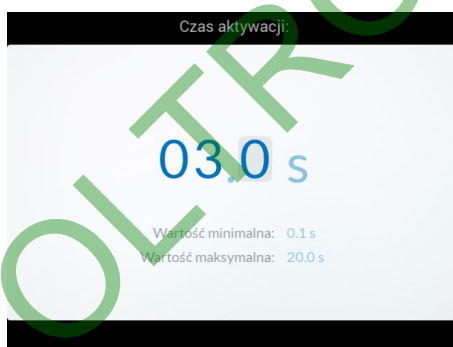 Czas aktywacji:
03.0 s
Wartość minimalna: 0.1 s
Wartość maksymalna: 20.0 s
OLTRO